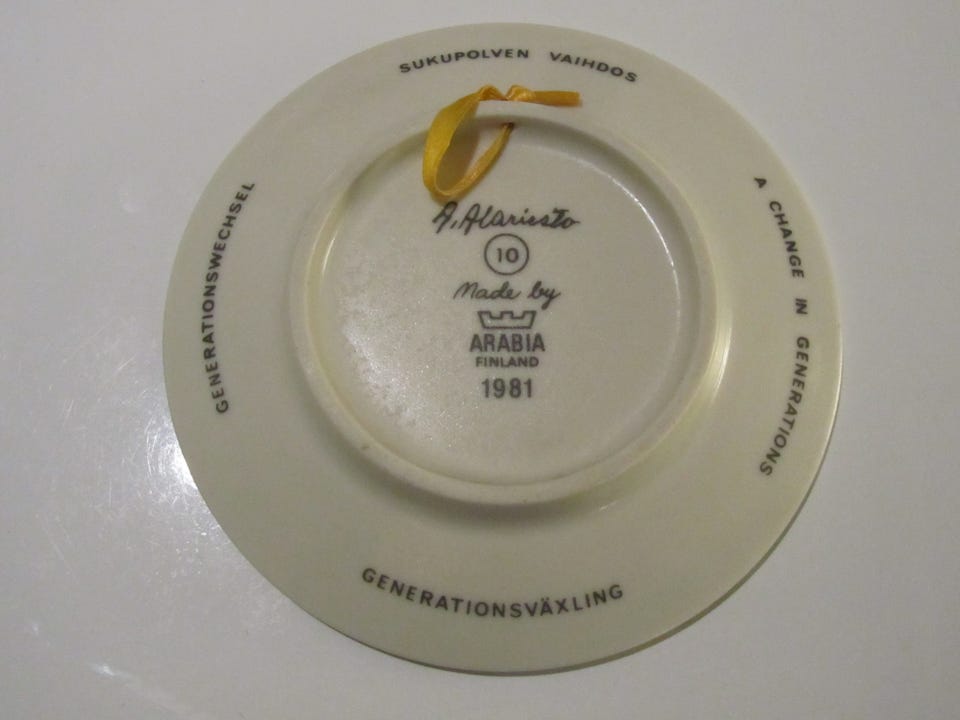 SUKUPOLVEN VAIHDOS
A CHANGE IN GENERATIONS
GENERATIONSWECHSEL
A. Alariesto
10
Made by
ARABIA
FINLAND
1981
GENERATIONSVÄXLING